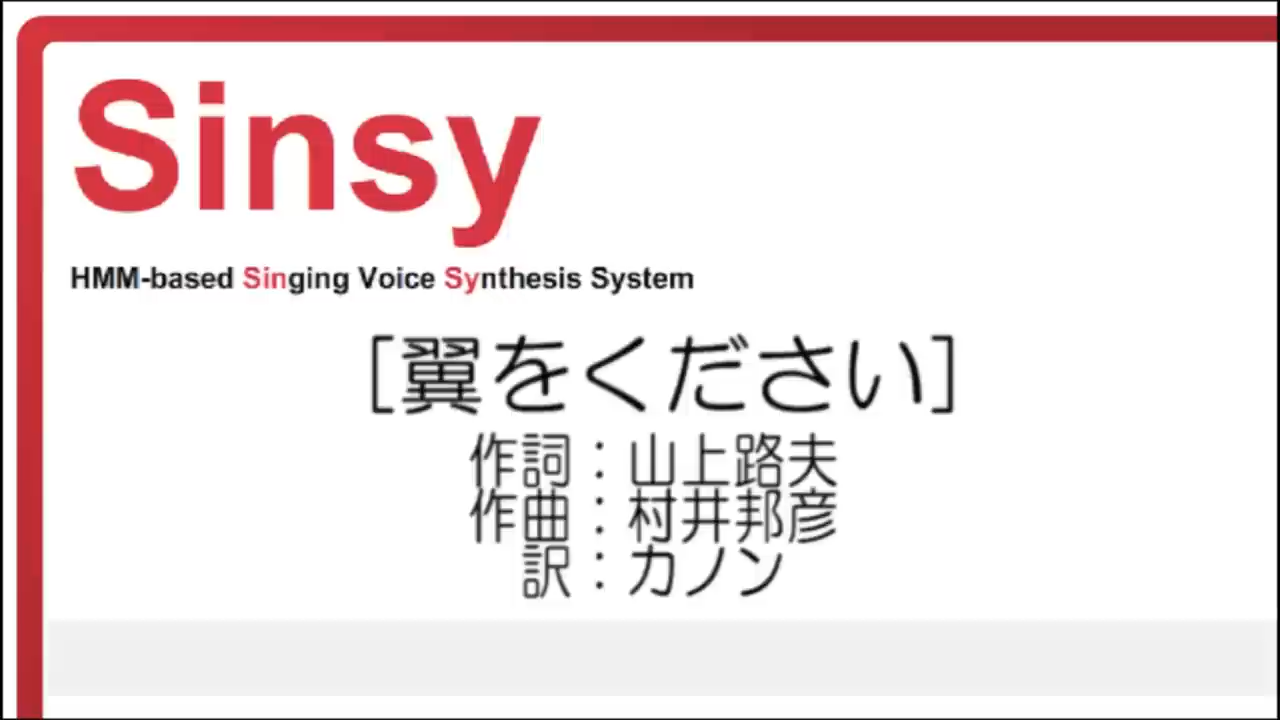 Sinsy
HMM-based Singing Voice Synthesis System
[翼をください]
作詞：山上路夫
作曲：村井邦彦
訳：カノン